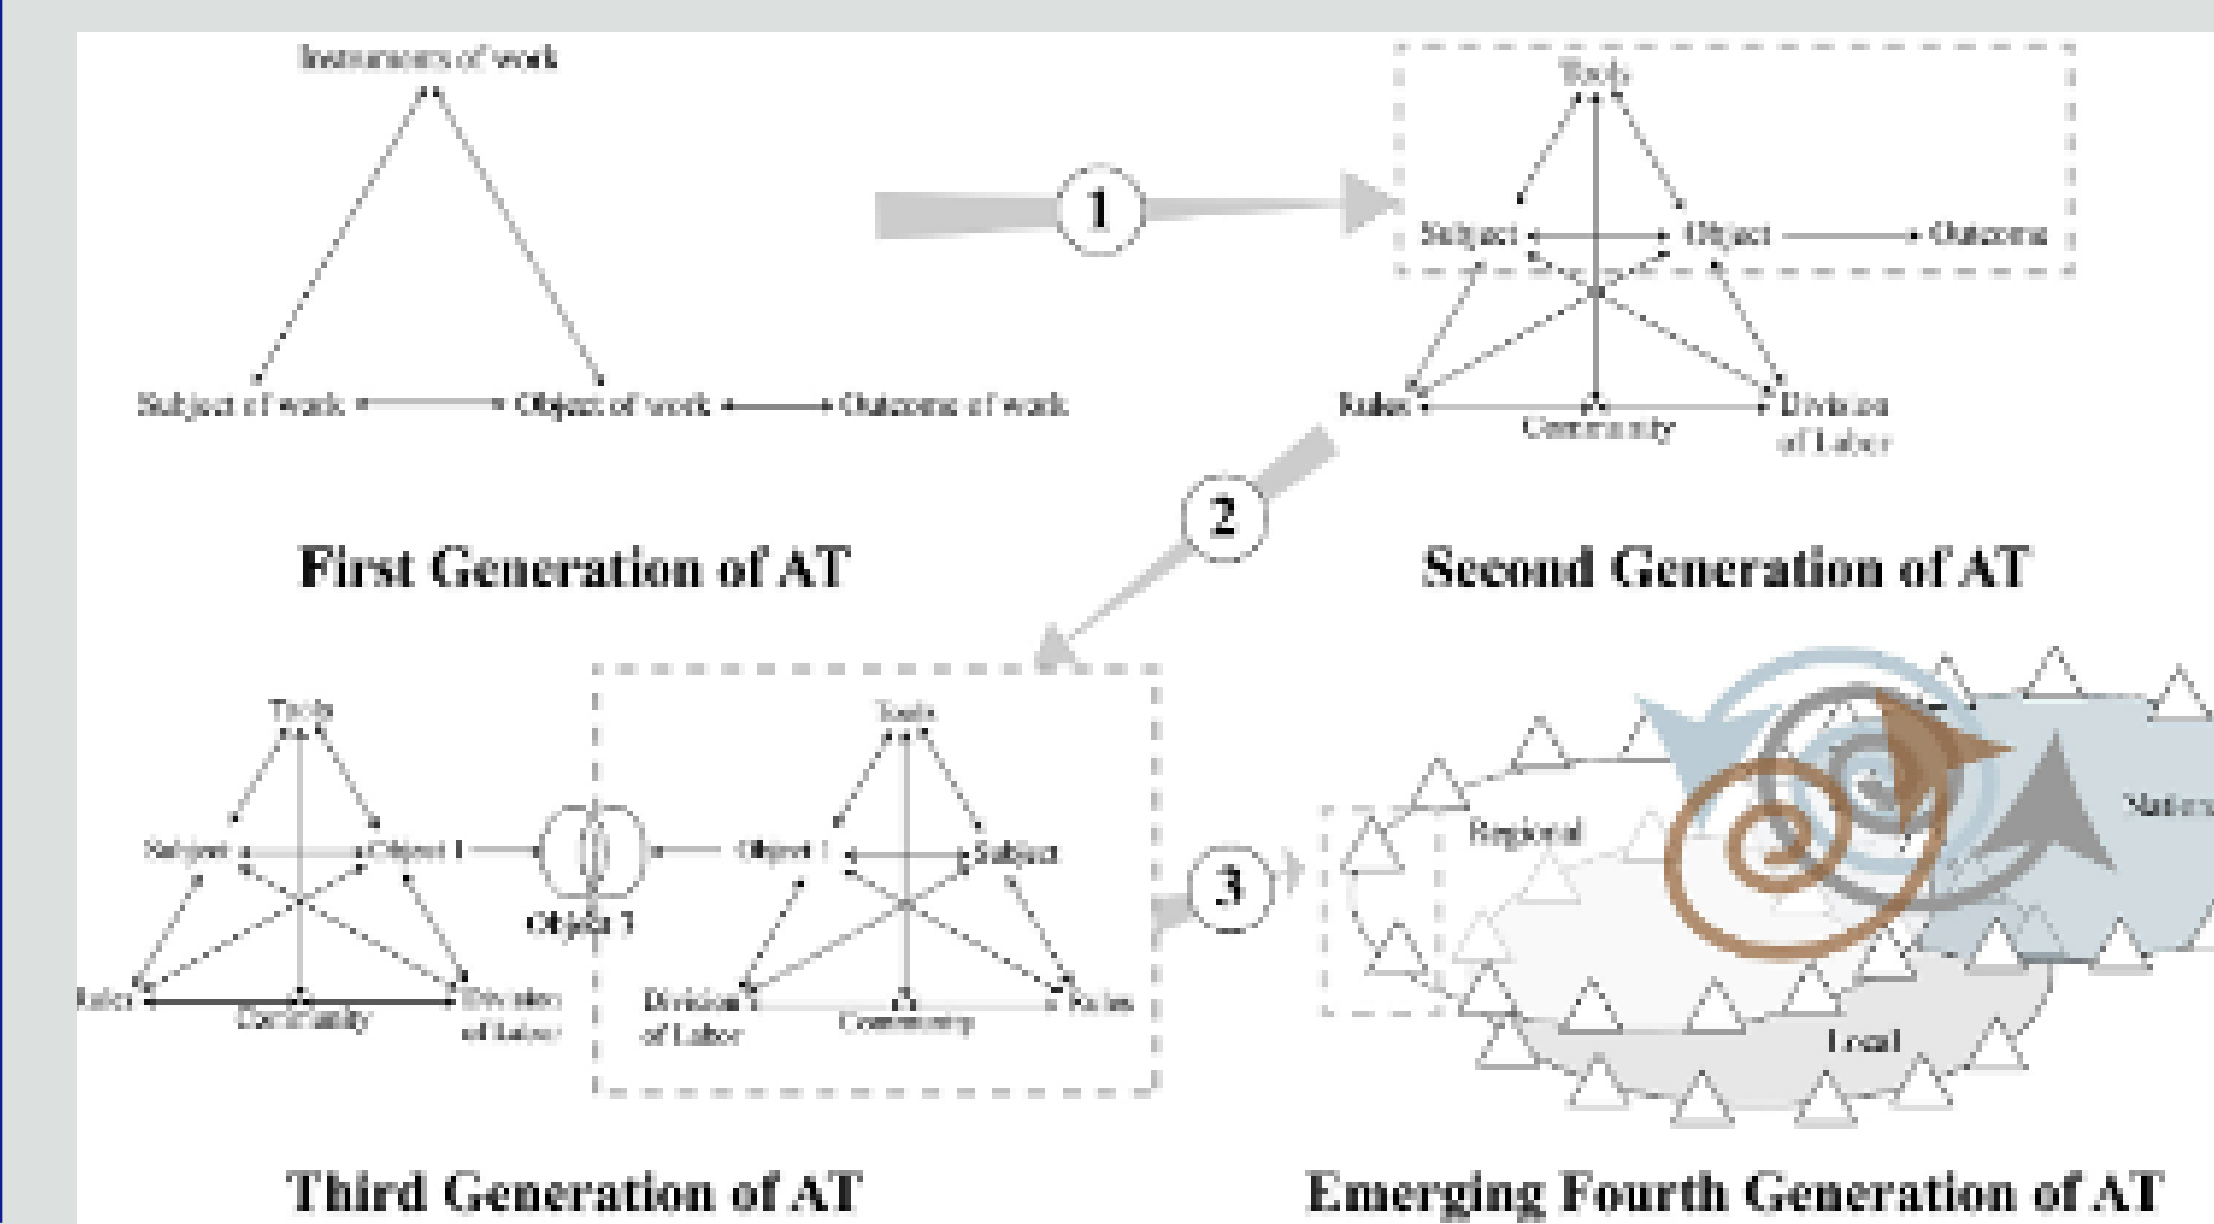 Instruments of work
Subject of work
Object of work
Outcome of work
First Generation of AT
1
Tools
Subject
Object
Outcome
Rules
Community
Division
of Labor
Second Generation of AT
2
Tools
Subject
Object 1
Rules
Community
Division
of Labor
Object 3
Tools
Object
Subject
Division
of Labor
Community
Rules
Third Generation of AT
3
Regional
Local
Emerging Fourth Generation of AT